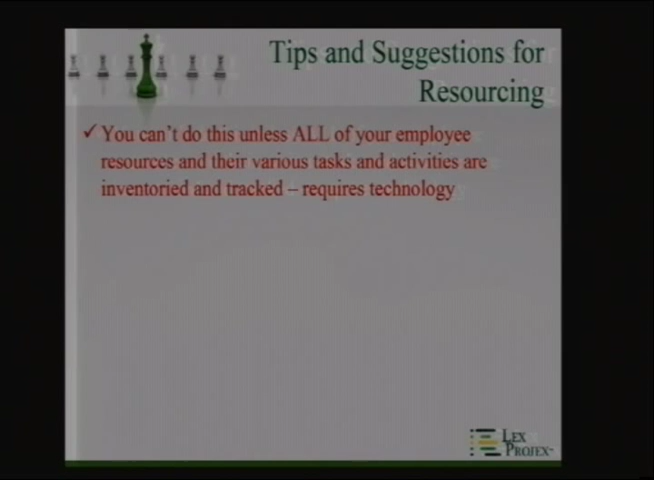 Tips and Suggestions for
Resourcing
✓ You can't do this unless ALL of your employee
resources and their various tasks and activities are
inventoried and tracked – requires technology
LEX
PROJEX™